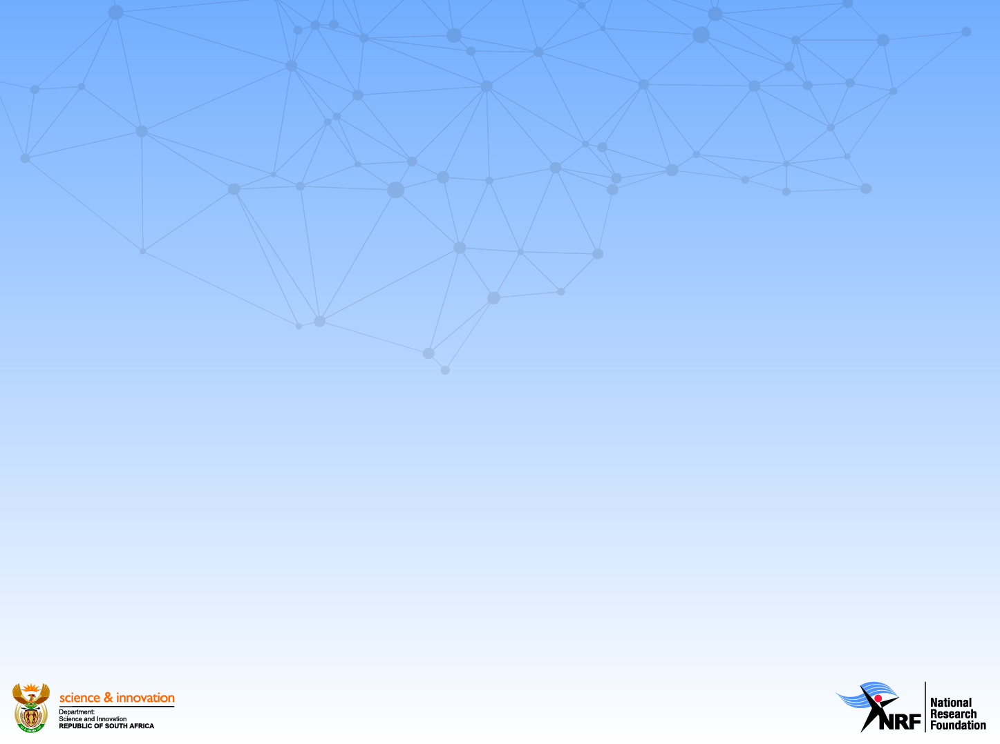 science & innovation
Department:
Science and Innovation
REPUBLIC OF SOUTH AFRICA
NRF
National
Research
Foundation